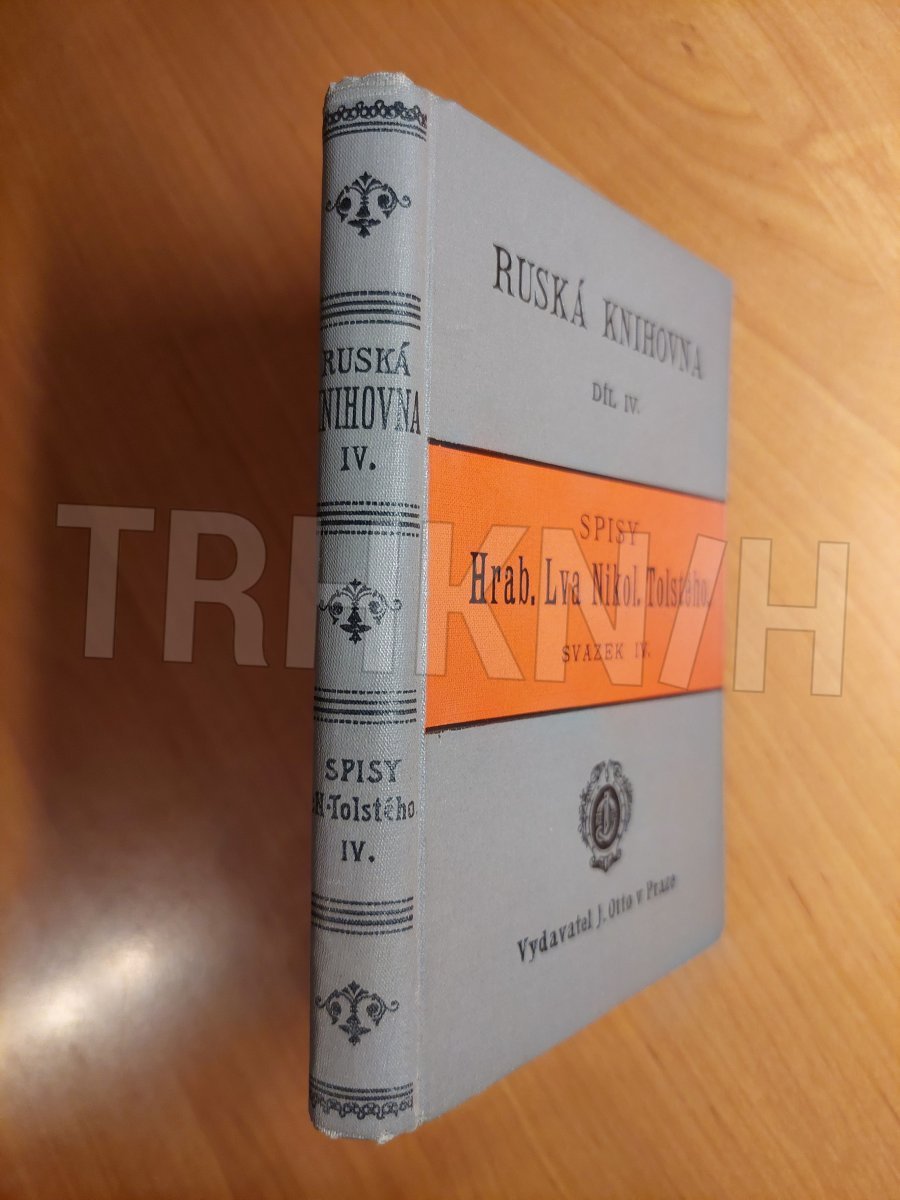 RUSKÁ
KNIHOVNA
IV.
SPISY
N. Tolstého
IV.
RUSKÁ KNIHOVNA
DÍL IV.
SPISY
Hrab. Lva Nikol. Tolstého.
SVAZEK IV.
Vydavatel J. Otto v Praze